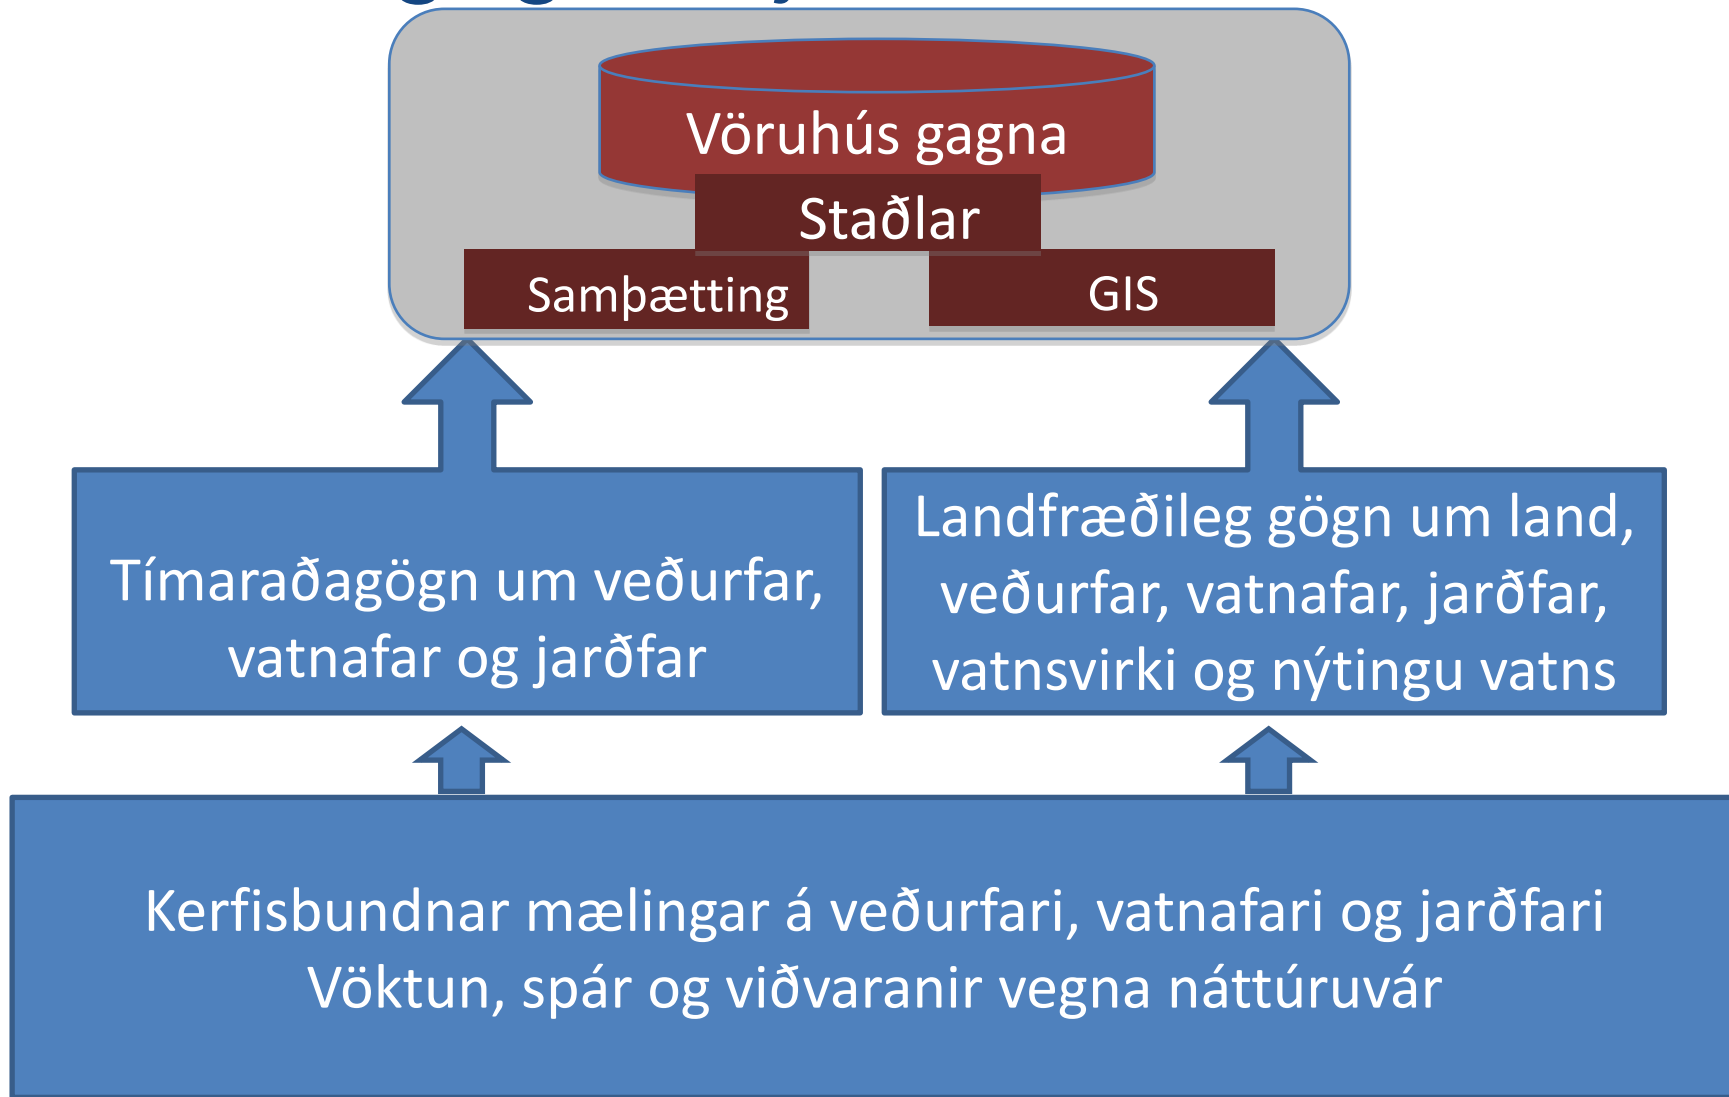 Vöruhús gagna
Staðlar
Samþætting
GIS
Tímaraðagögn um veðurfar,
vatnafar og jarðfar
Landfræðileg gögn um land,
veðurfar, vatnafar, jarðfar,
vatnsvirki og nýtingu vatns
Kerfisbundnar mælingar á veðurfari, vatnafari og jarðfari
Vöktun, spár og viðvaranir vegna náttúruvár